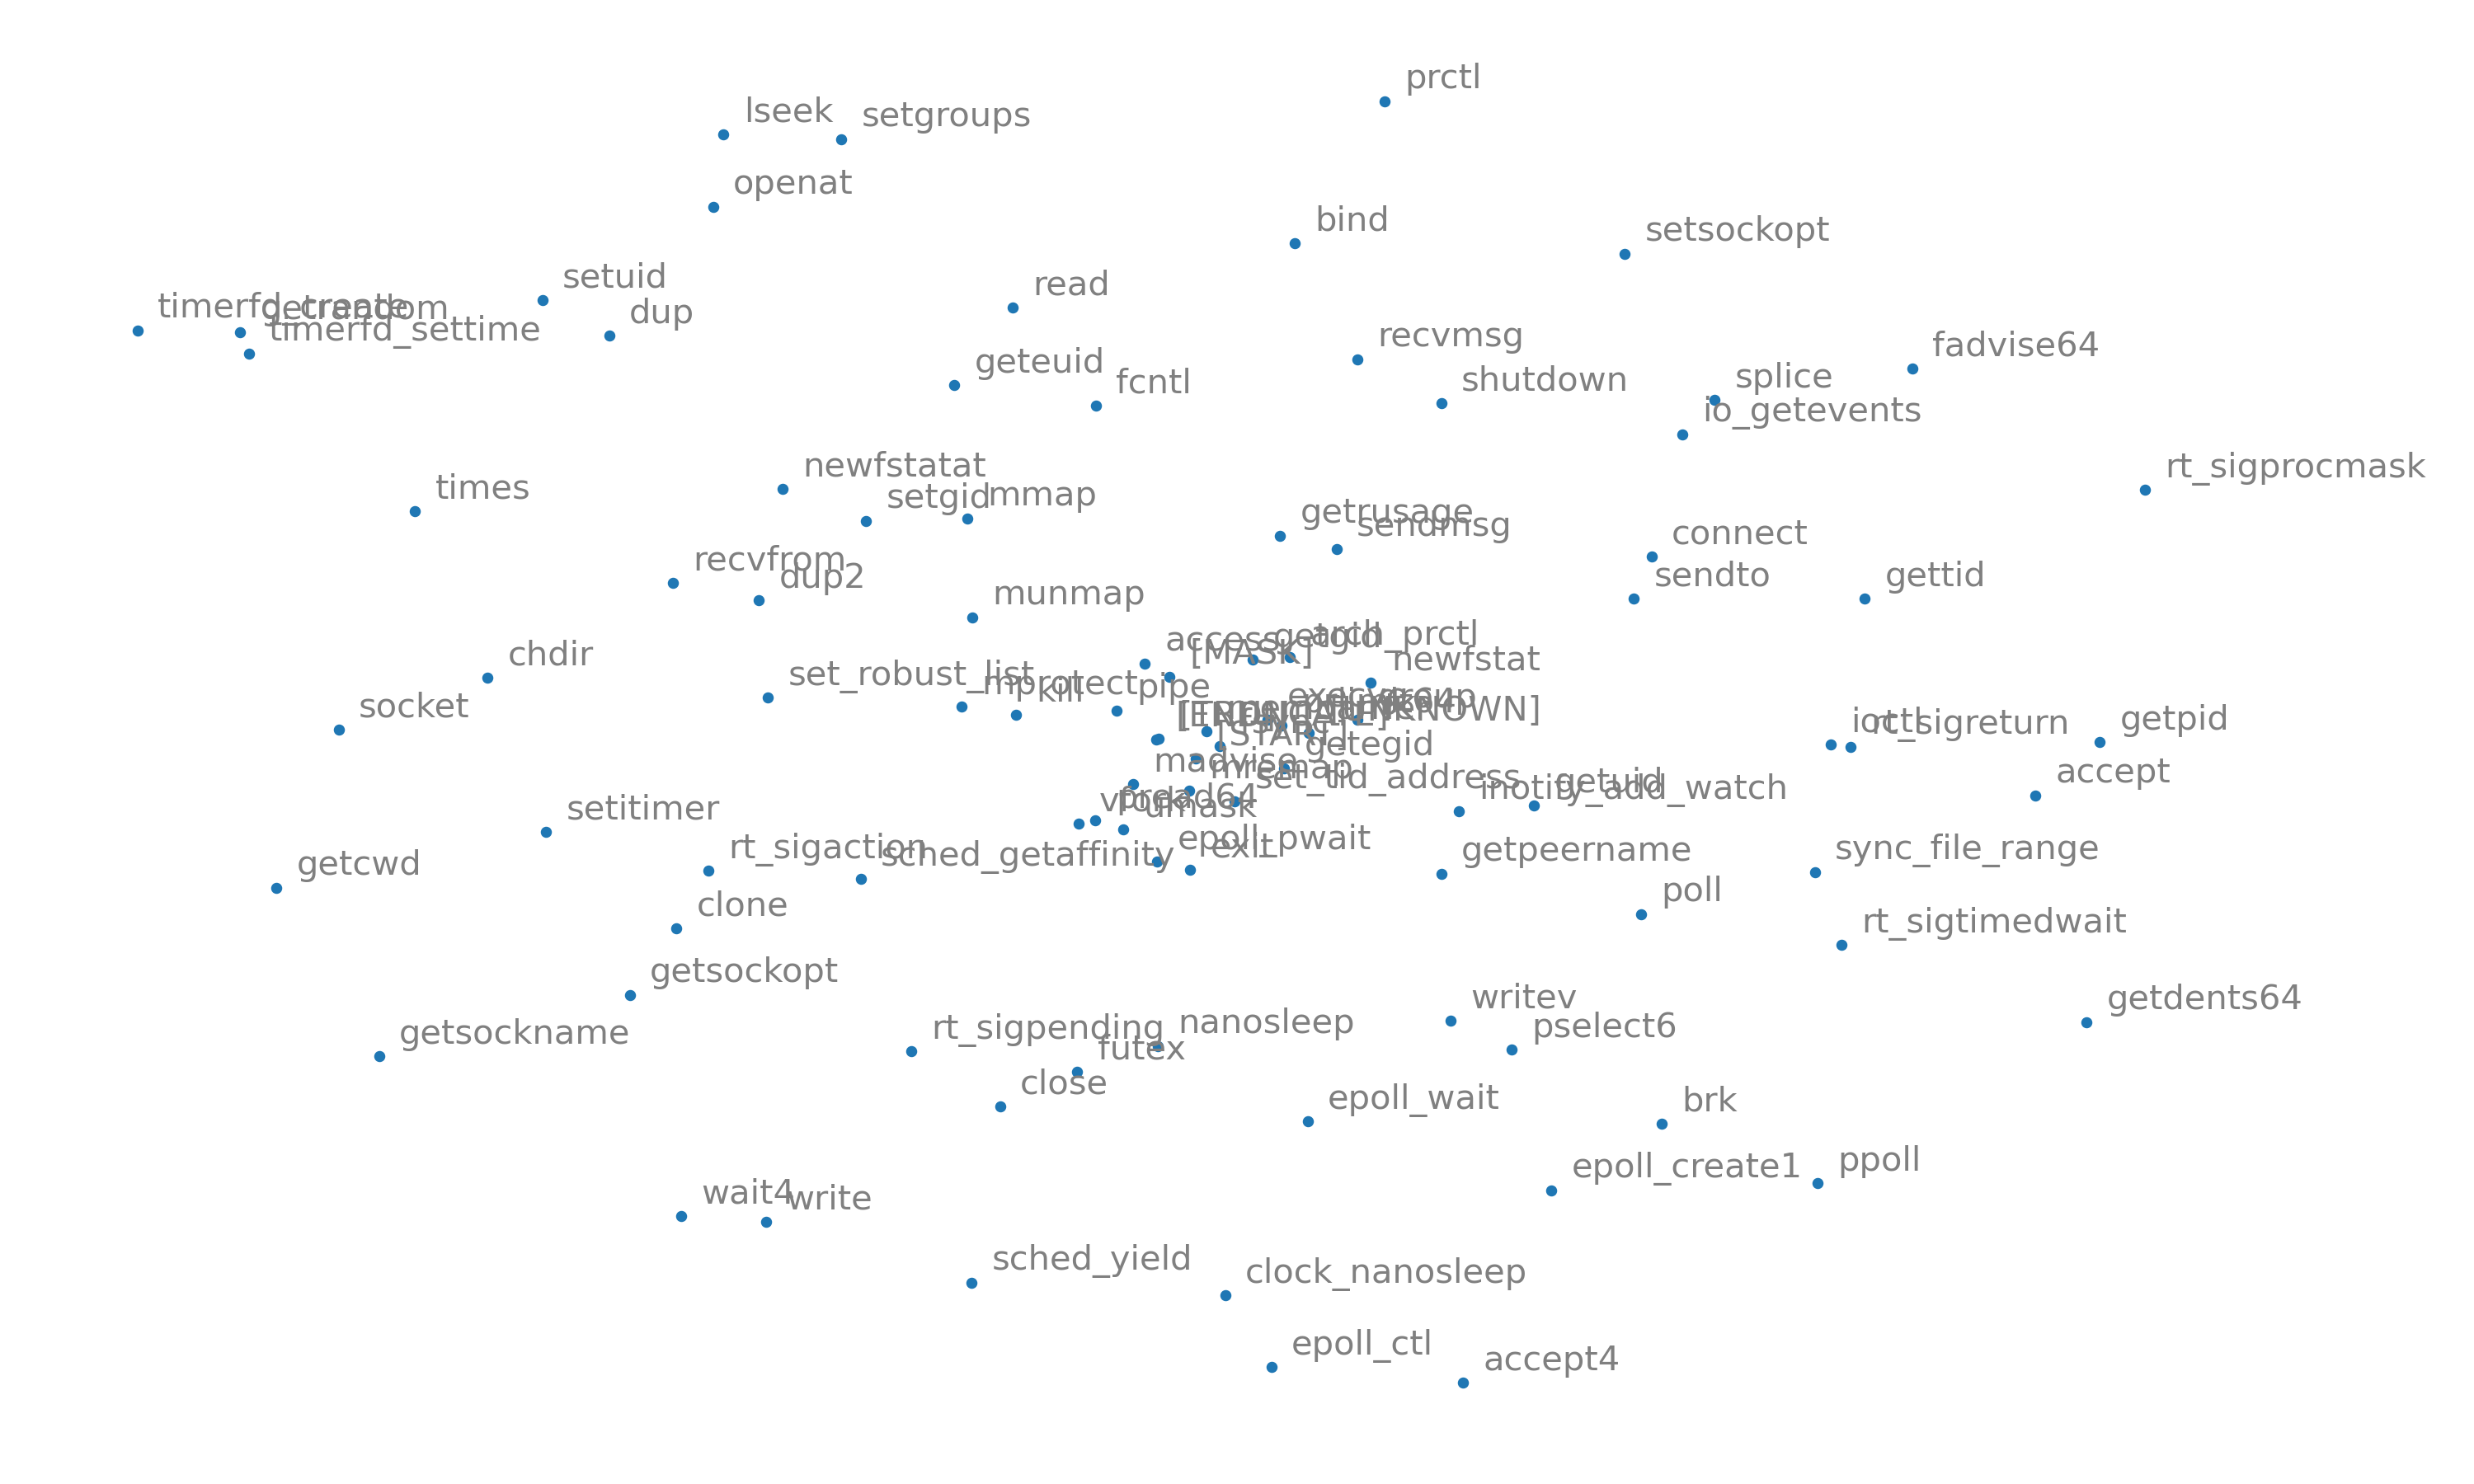 prctl
lseek
setgroups
openat
bind
setsockopt
setuid
read
timerfd_create
getrandom
timerfd_settime
dup
recvmsg
fadvise64
geteuid
fcntl
shutdown
splice
io_getevents
newfstatat
rt_sigprocmask
times
setgid
mmap
getrusage
sendmsg
connect
recvfrom
dup2
sendto
gettid
munmap
access
getgid
arch_prctl
[MASK]
newfstat
chdir
set_robust_list
mprotect
kill
pipe
execve
[UNKNOWN]
socket
[START]
getegid
ioctl
rt_sigreturn
getpid
madvise
mremap
set_tid_address
accept
inotify_add_watch
getuid
setitimer
vfork
pread64
umask
rt_sigaction
sched_getaffinity
epoll_pwait
exit
getpeername
sync_file_range
getcwd
poll
clone
rt_sigtimedwait
getsockopt
writev
getdents64
getsockname
rt_sigpending
nanosleep
pselect6
futex
close
epoll_wait
brk
epoll_create1
ppoll
wait4
write
sched_yield
clock_nanosleep
epoll_ctl
accept4